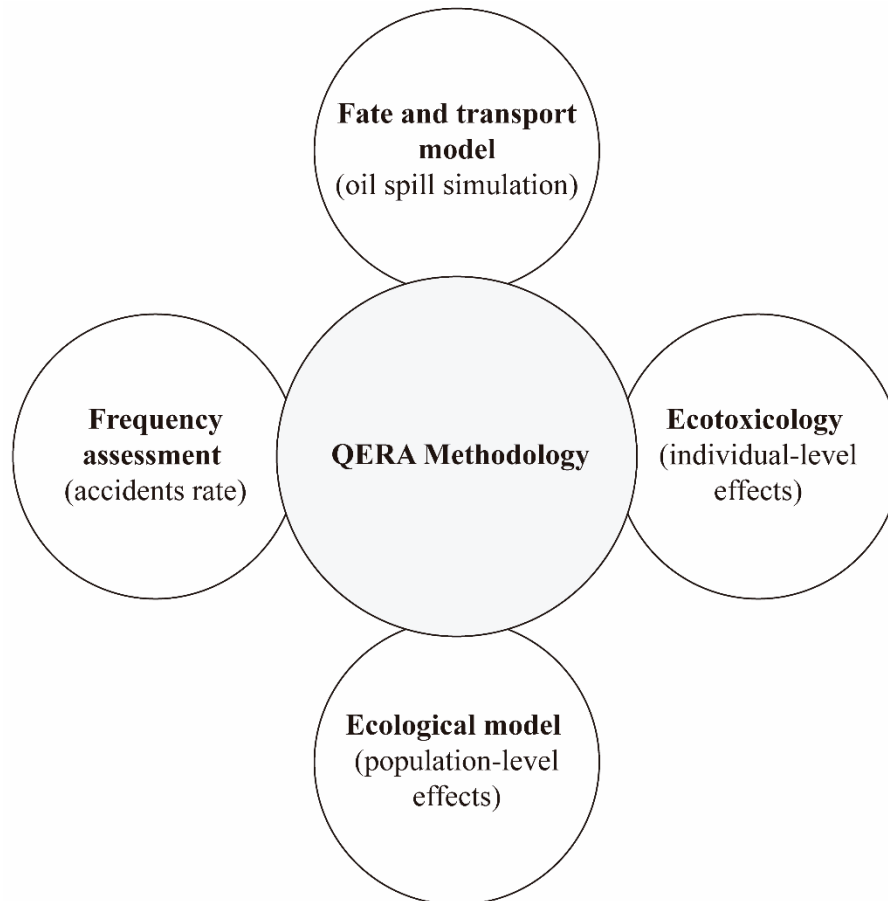 Fate and transport
model
(oil spill simulation)
Frequency
assessment
(accidents rate)
QERA Methodology
Ecotoxicology
(individual-level
effects)
Ecological model
(population-level
effects)